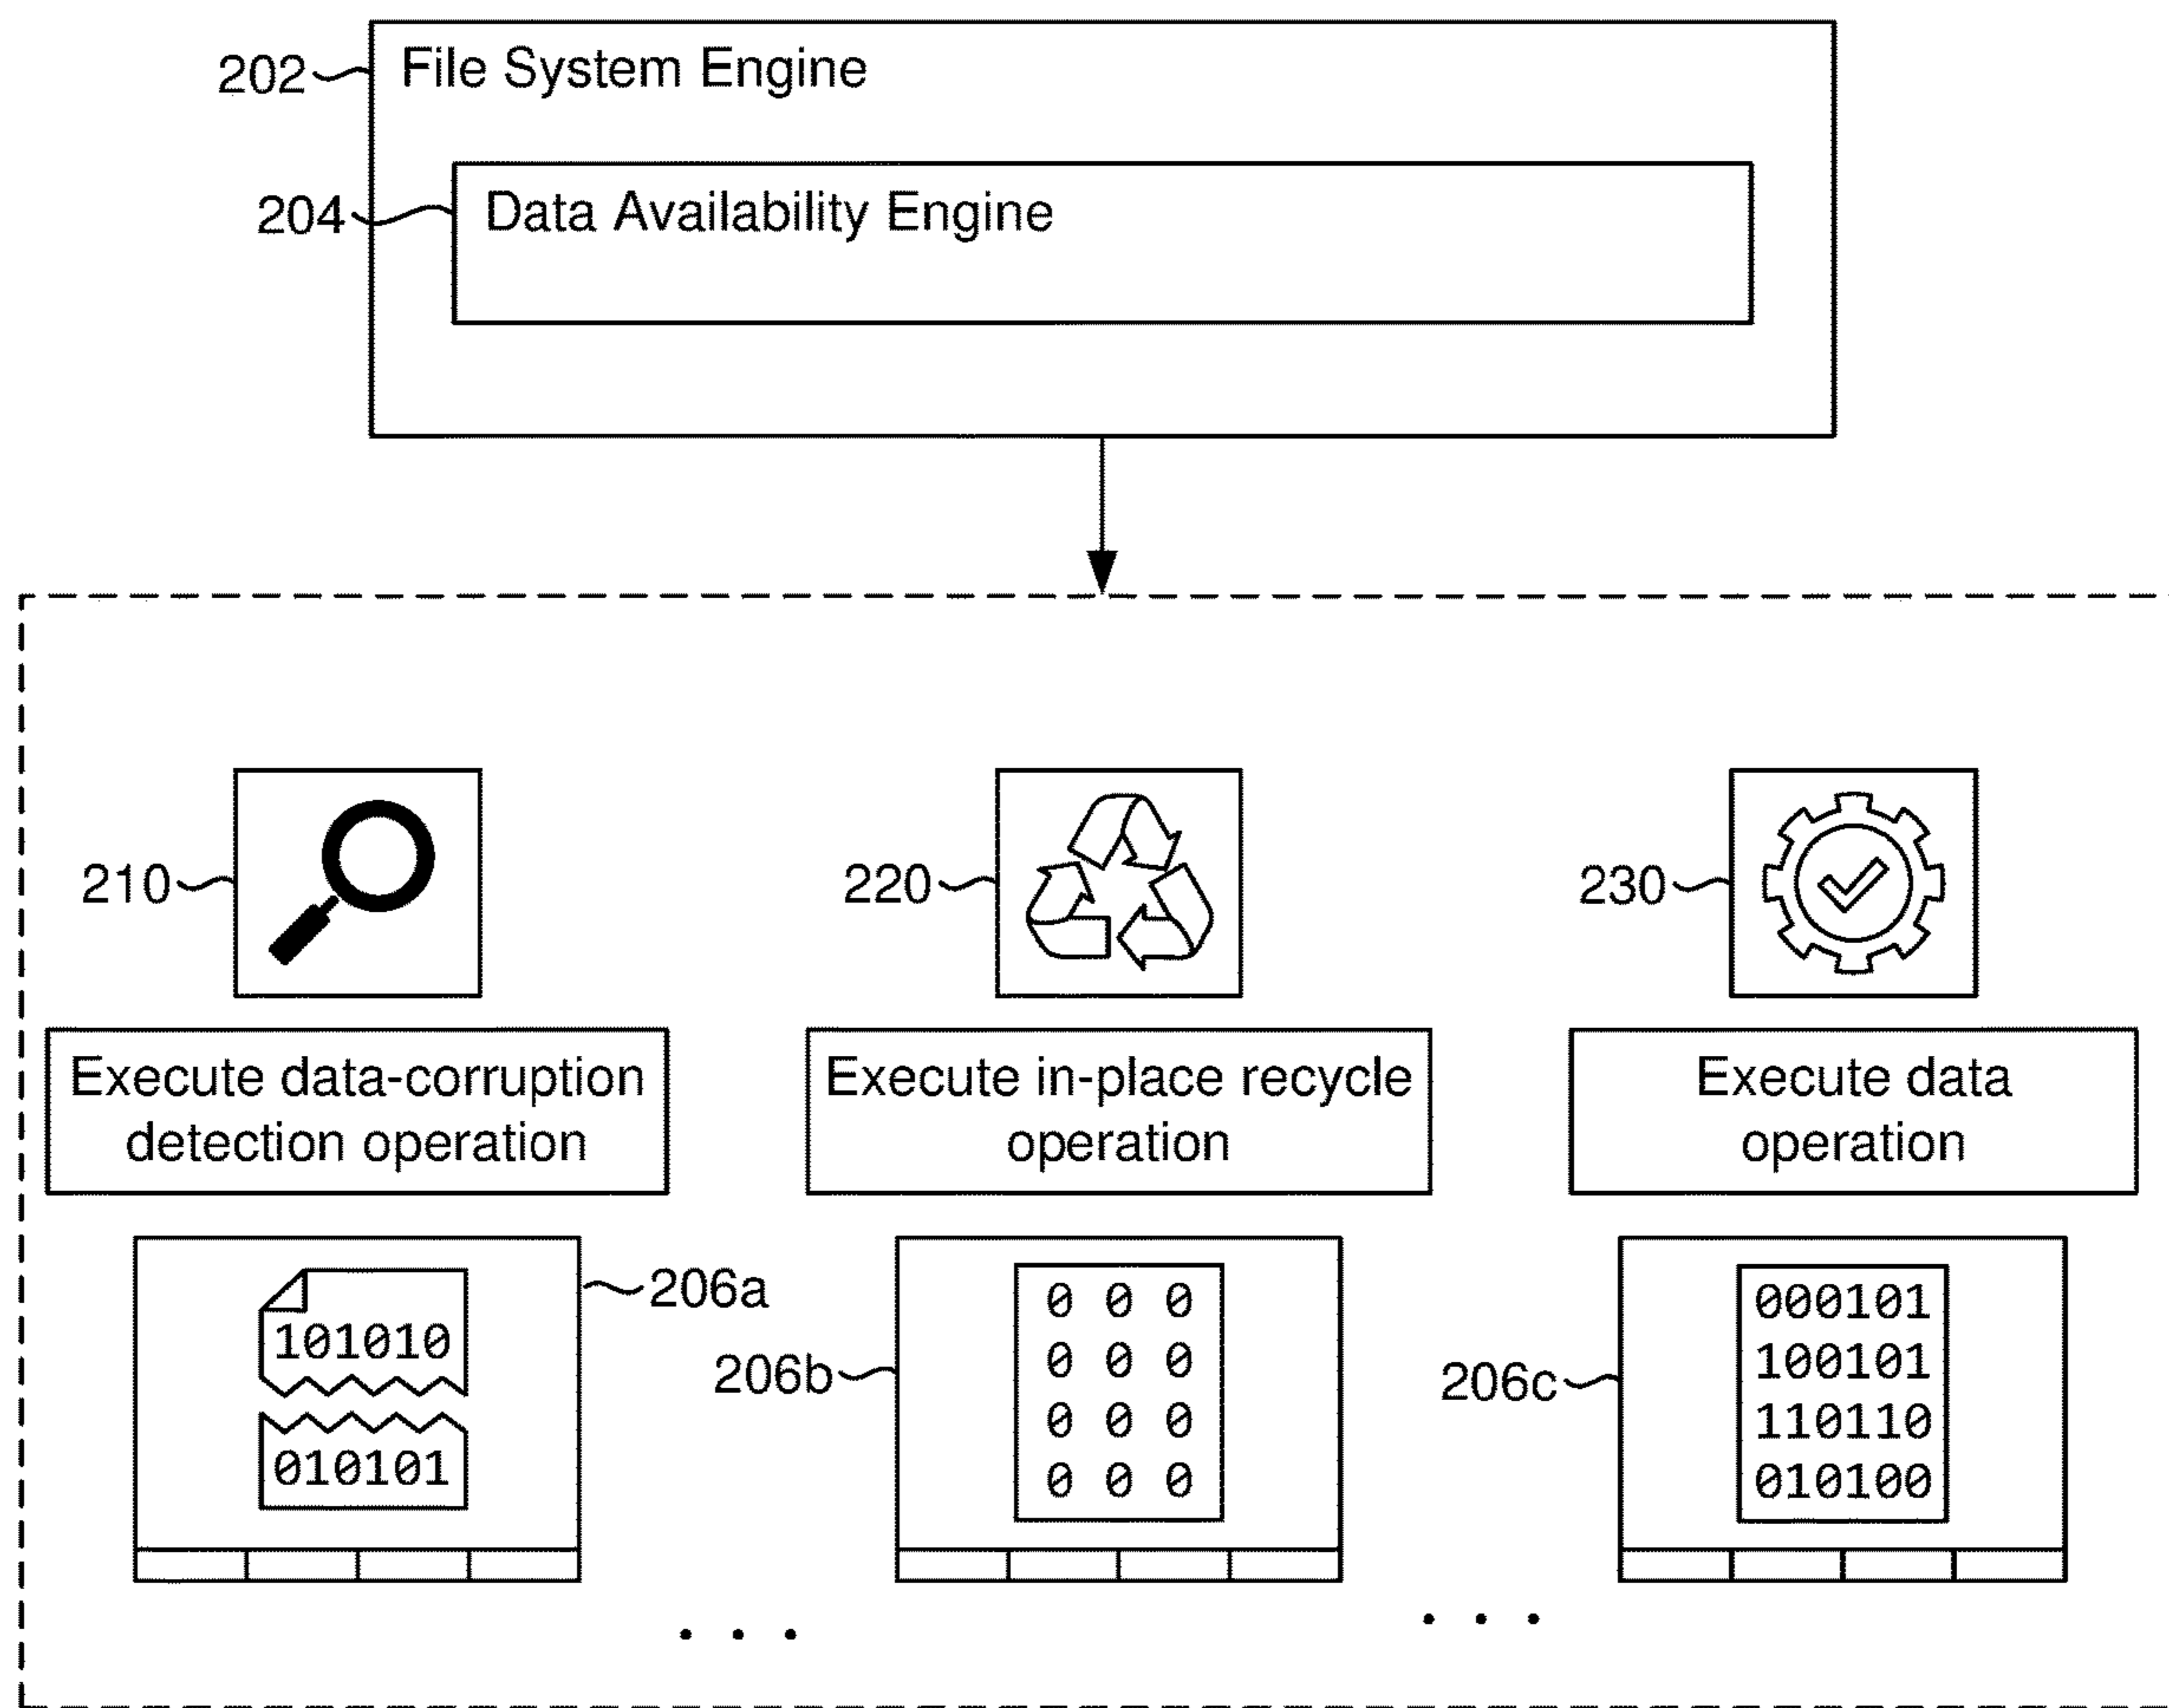 202
File System Engine
204
Data Availability Engine
210
220
230
Execute data-corruption
detection operation
Execute in-place recycle
operation
Execute data
operation
206a
101010
010101
206b
0 0 0
0 0 0
0 0 0
0 0 0
206c
000101
100101
110110
010100
. . .
. . .